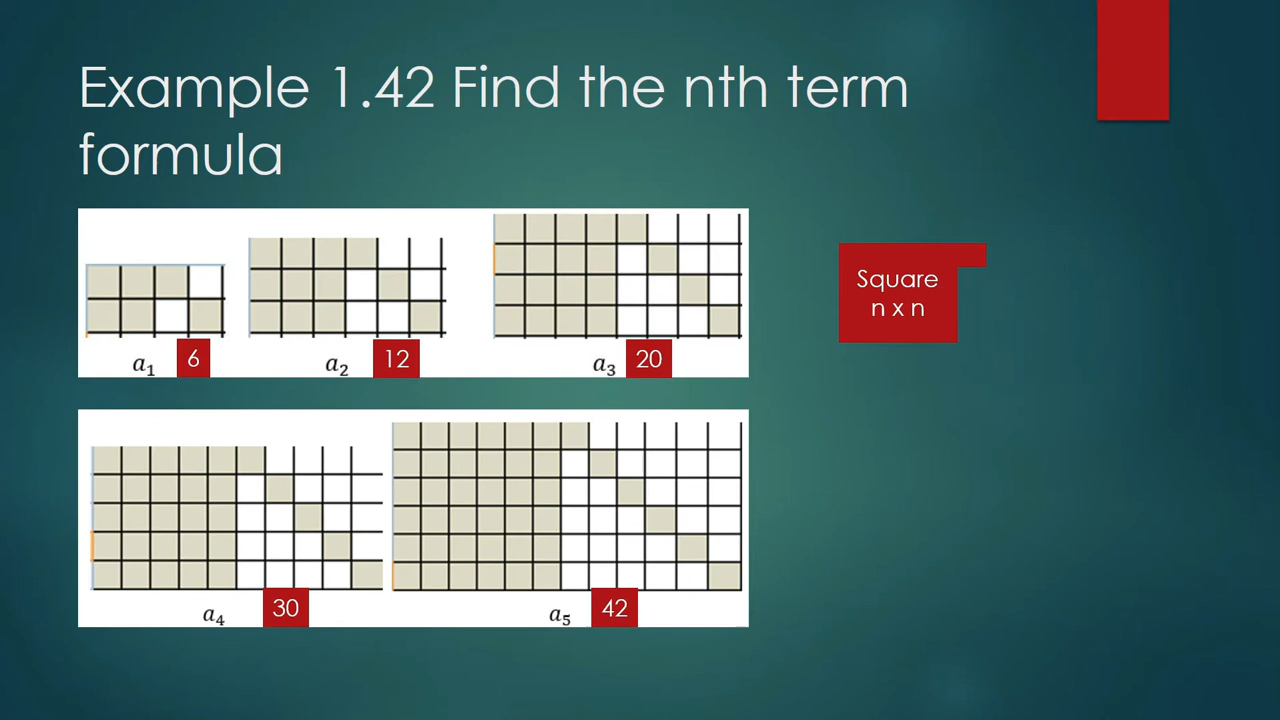 Example 1.42 Find the nth term
formula
a₁ 6
a₂ 12
a₃ 20
Square
n x n
a₄ 30
a₅ 42